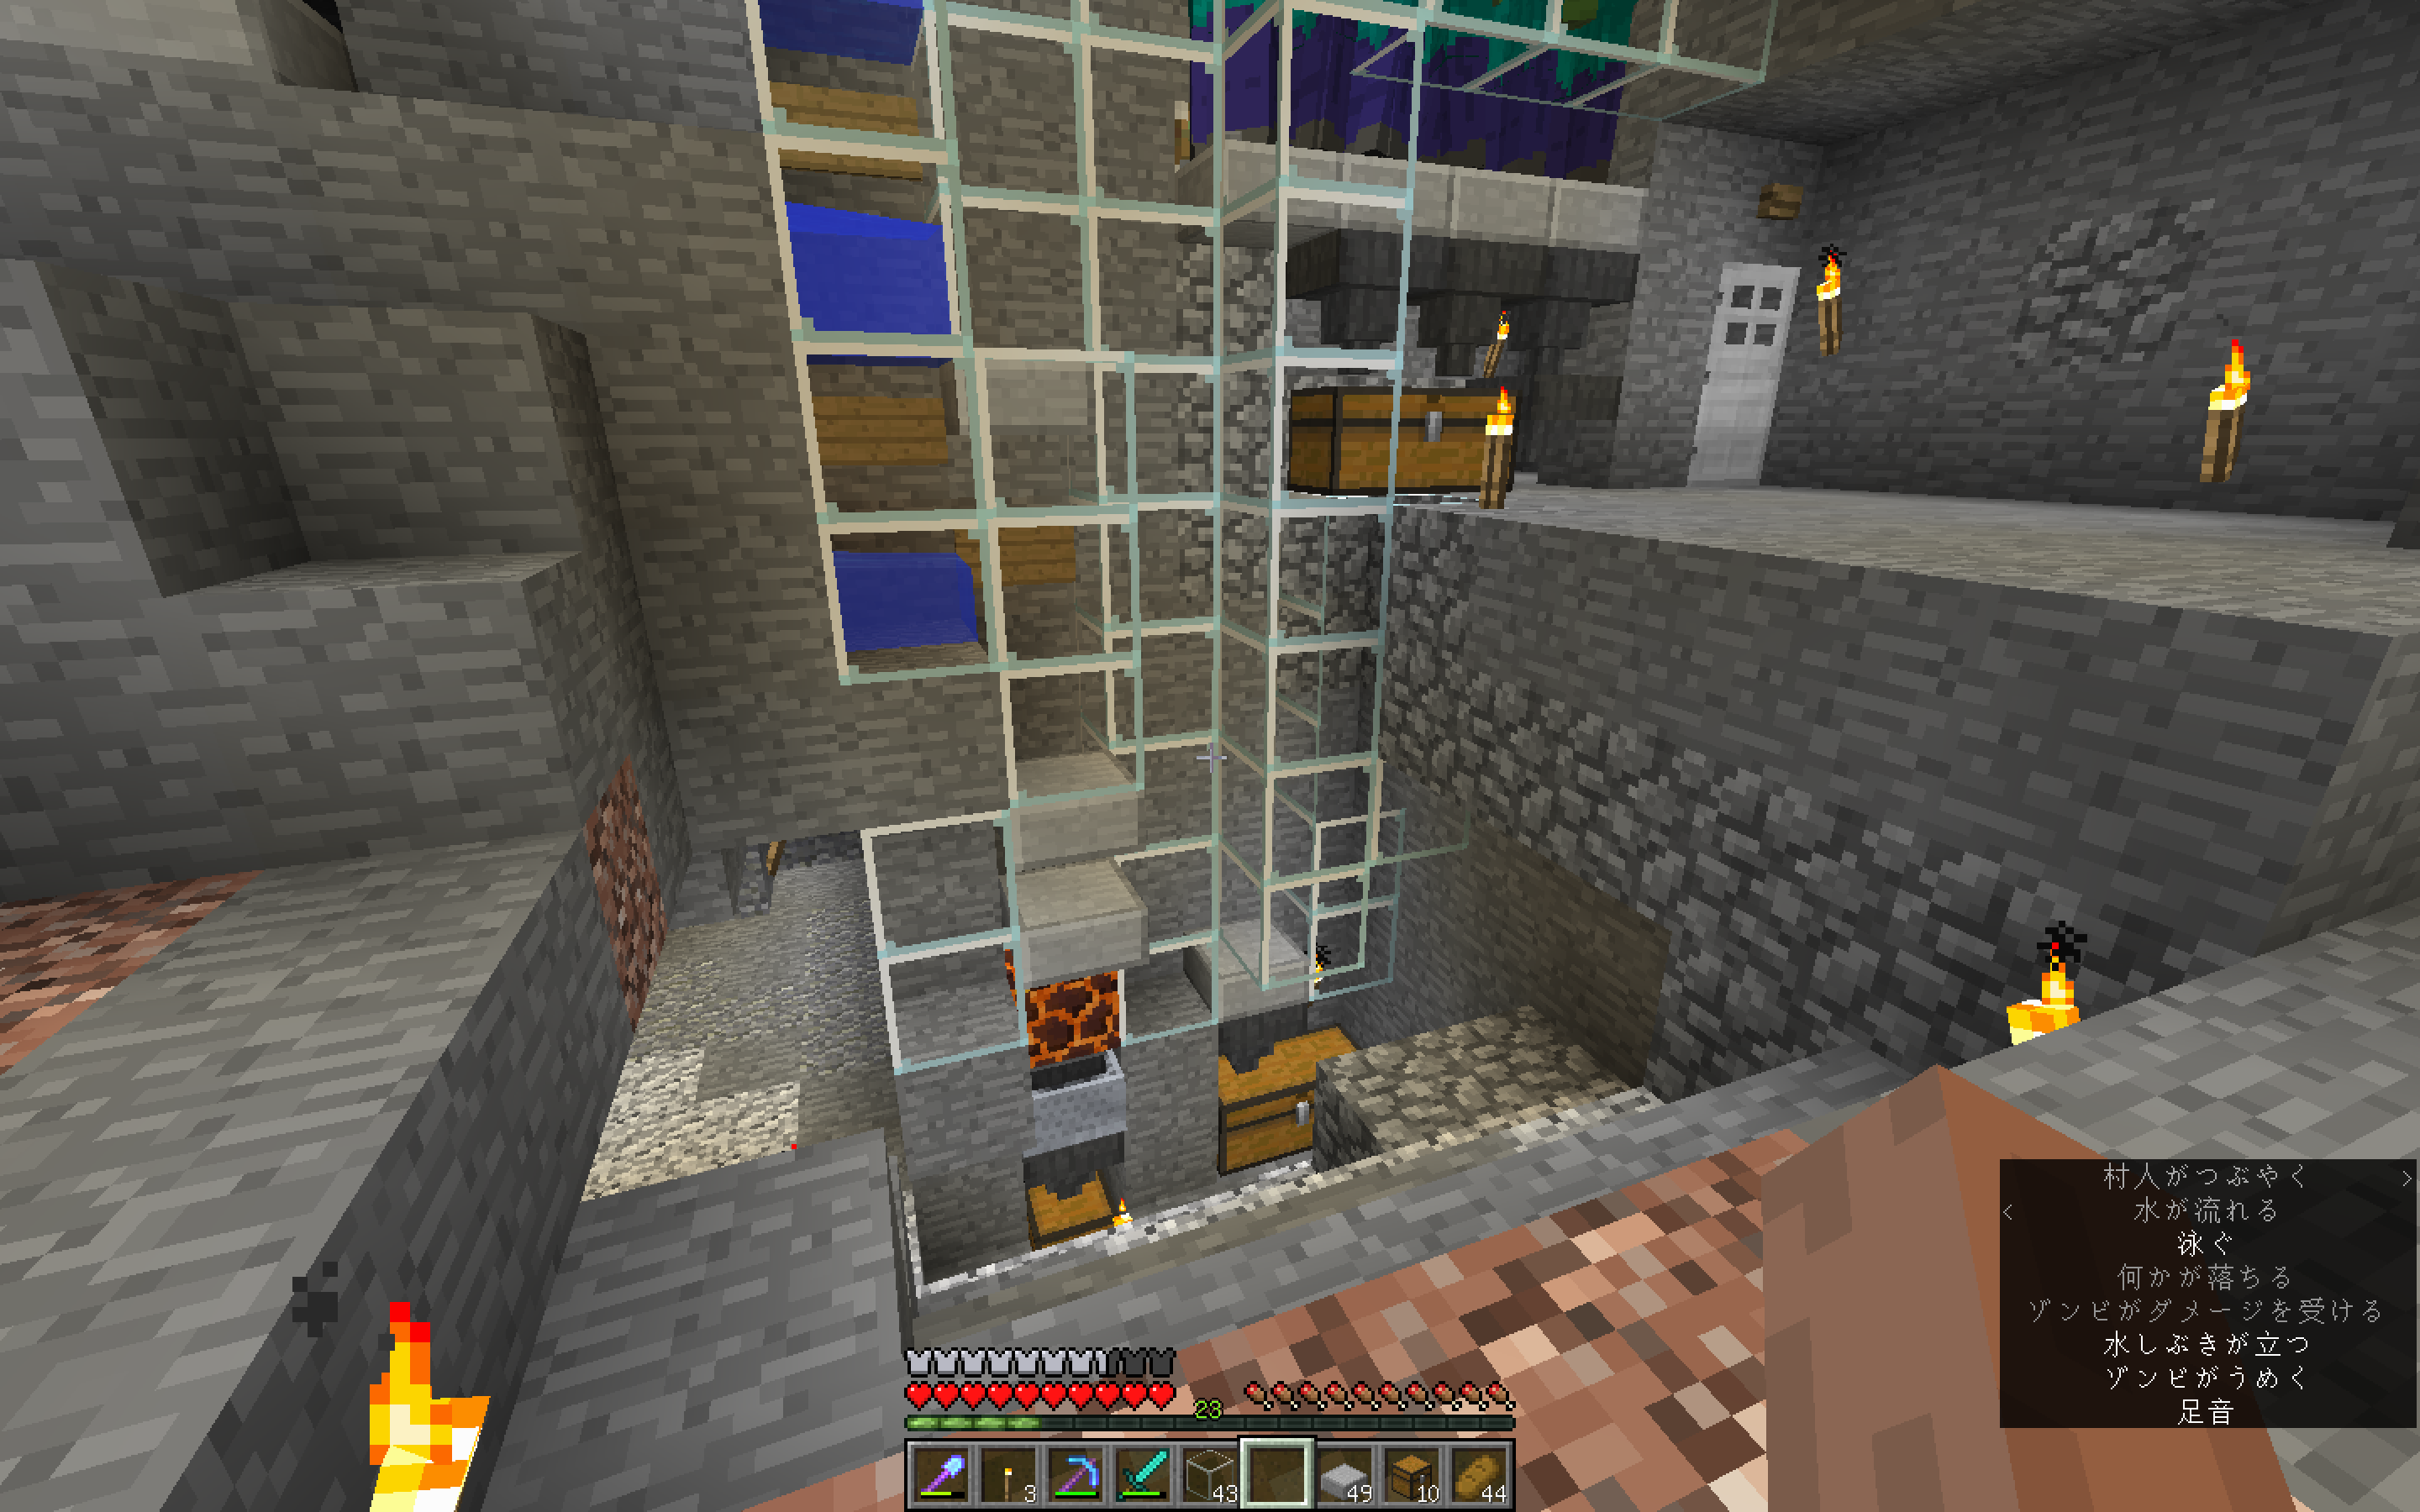 村人がつぶやく >
< 水が流れる
泳ぐ
何かが落ちる
ゾンビがダメージを受ける
水しぶきが立つ
ゾンビがうめく
足音
23
3 43 49 10 44